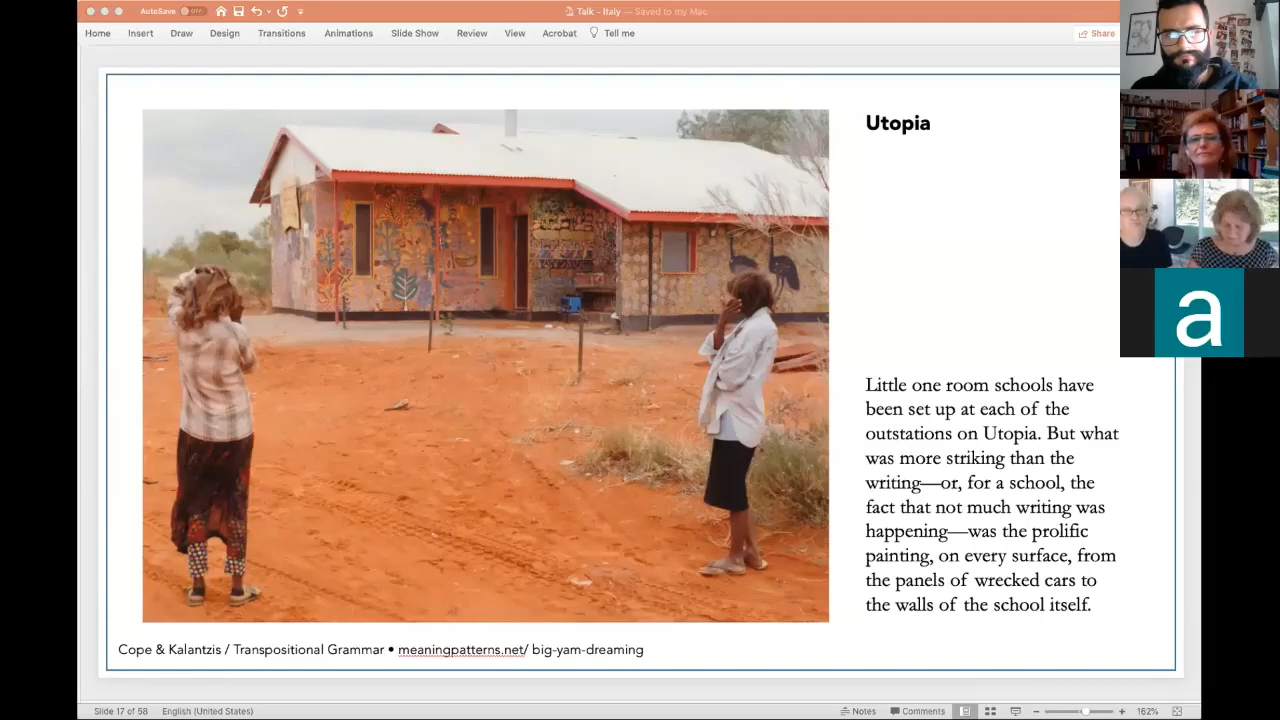 AutoSave OFF
Talk - Italy — Saved to my Mac
Home Insert Draw Design Transitions Animations Slide Show Review View Acrobat Tell me
Share
Utopia
Little one room schools have
been set up at each of the
outstations on Utopia. But what
was more striking than the
writing—or, for a school, the
fact that not much writing was
happening—was the prolific
painting, on every surface, from
the panels of wrecked cars to
the walls of the school itself.
Cope & Kalantzis / Transpositional Grammar • meaningpatterns.net/ big-yam-dreaming
a
Slide 17 of 58 English (United States) Notes Comments 162%